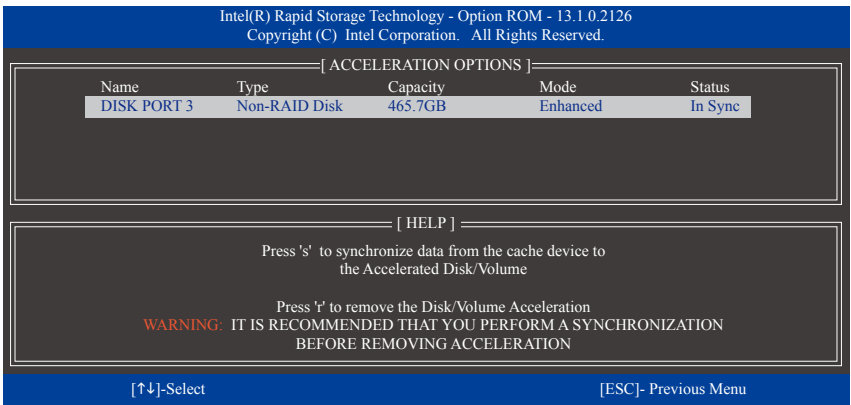 Intel(R) Rapid Storage Technology - Option ROM - 13.1.0.2126
Copyright (C) Intel Corporation. All Rights Reserved.
[ ACCELERATION OPTIONS ]
Name Type Capacity Mode Status
DISK PORT 3 Non-RAID Disk 465.7GB Enhanced In Sync
[ HELP ]
Press 's' to synchronize data from the cache device to
the Accelerated Disk/Volume
Press 'r' to remove the Disk/Volume Acceleration
WARNING: IT IS RECOMMENDED THAT YOU PERFORM A SYNCHRONIZATION
BEFORE REMOVING ACCELERATION
[↑↓]-Select [ESC]- Previous Menu